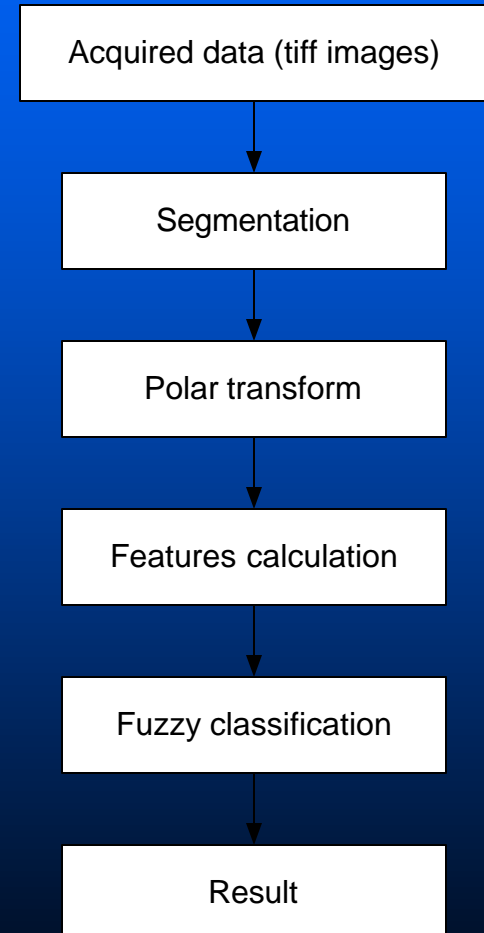 Acquired data (tiff images)
Segmentation
Polar transform
Features calculation
Fuzzy classification
Result